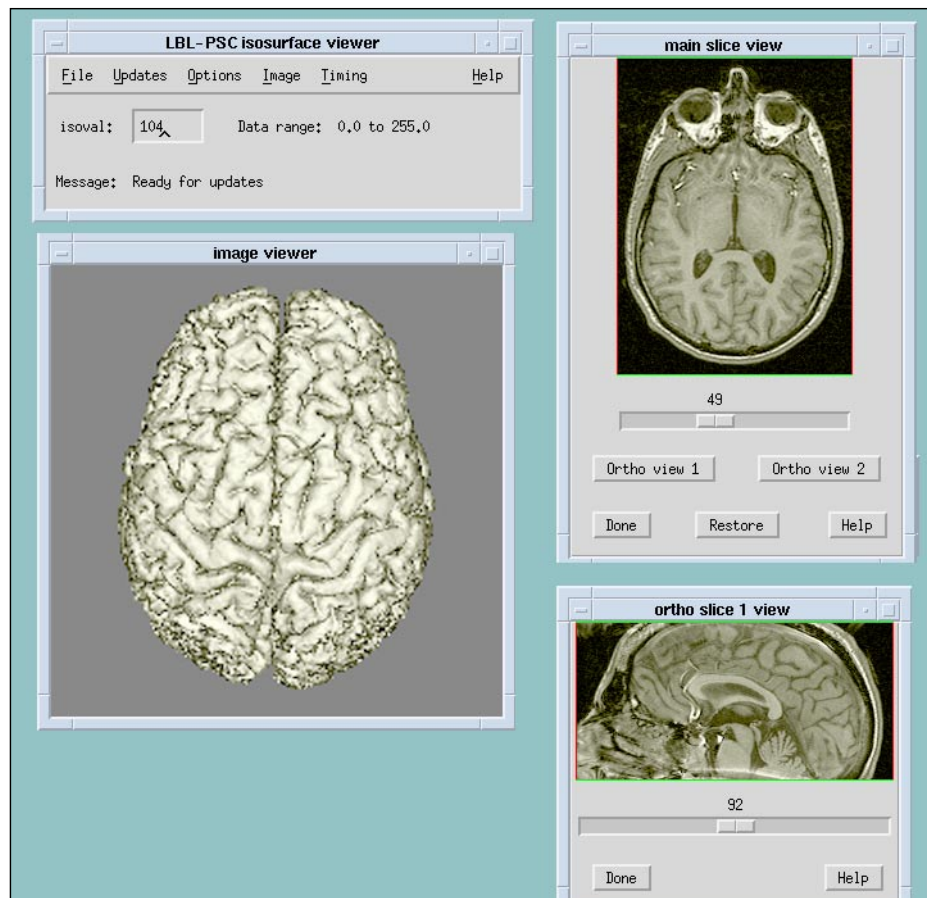 LBL-PSC isosurface viewer
File Updates Options Image Timing Help
isoval: 104 Data range: 0.0 to 255.0
Message: Ready for updates
image viewer
main slice view
49
Ortho view 1 Ortho view 2
Done Restore Help
ortho slice 1 view
92
Done Help